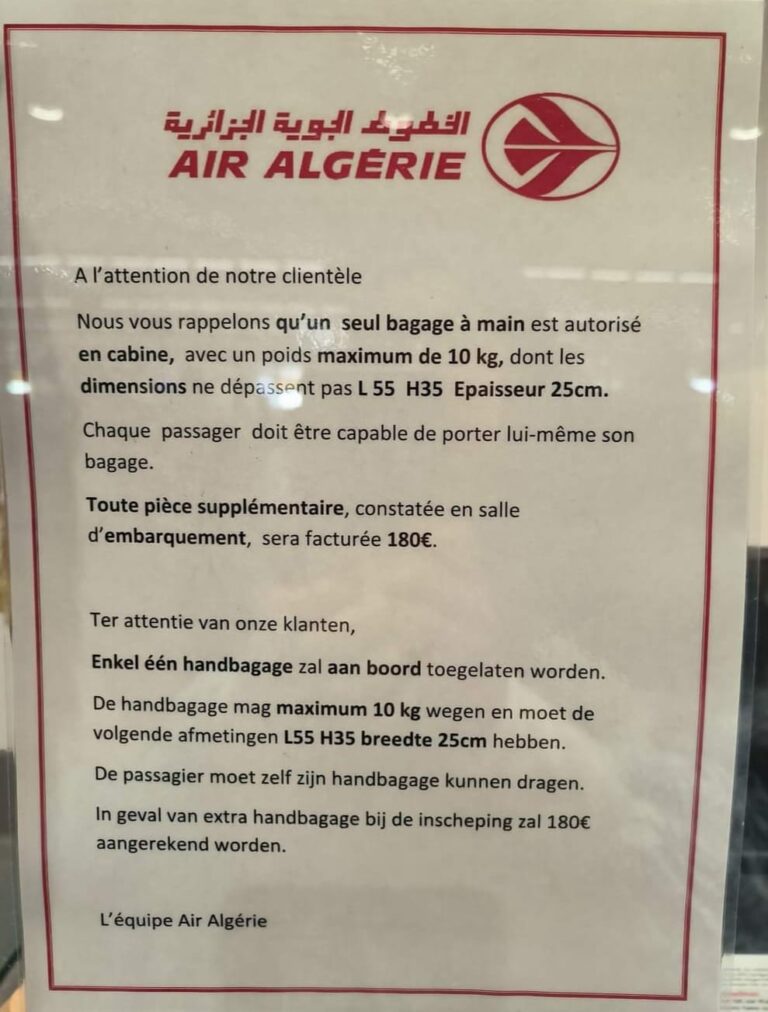 الخطوط الجوية الجزائرية
AIR ALGÉRIE
A l'attention de notre clientèle
Nous vous rappelons qu'un seul bagage à main est autorisé
en cabine, avec un poids maximum de 10 kg, dont les
dimensions ne dépassent pas L 55 H35 Epaisseur 25cm.
Chaque passager doit être capable de porter lui-même son
bagage.
Toute pièce supplémentaire, constatée en salle
d'embarquement, sera facturée 180€.
Ter attentie van onze klanten,
Enkel één handbagage zal aan boord toegelaten worden.
De handbagage mag maximum 10 kg wegen en moet de
volgende afmetingen L55 H35 breedte 25cm hebben.
De passagier moet zelf zijn handbagage kunnen dragen.
In geval van extra handbagage bij de inscheping zal 180€
aangerekend worden.
L'équipe Air Algérie